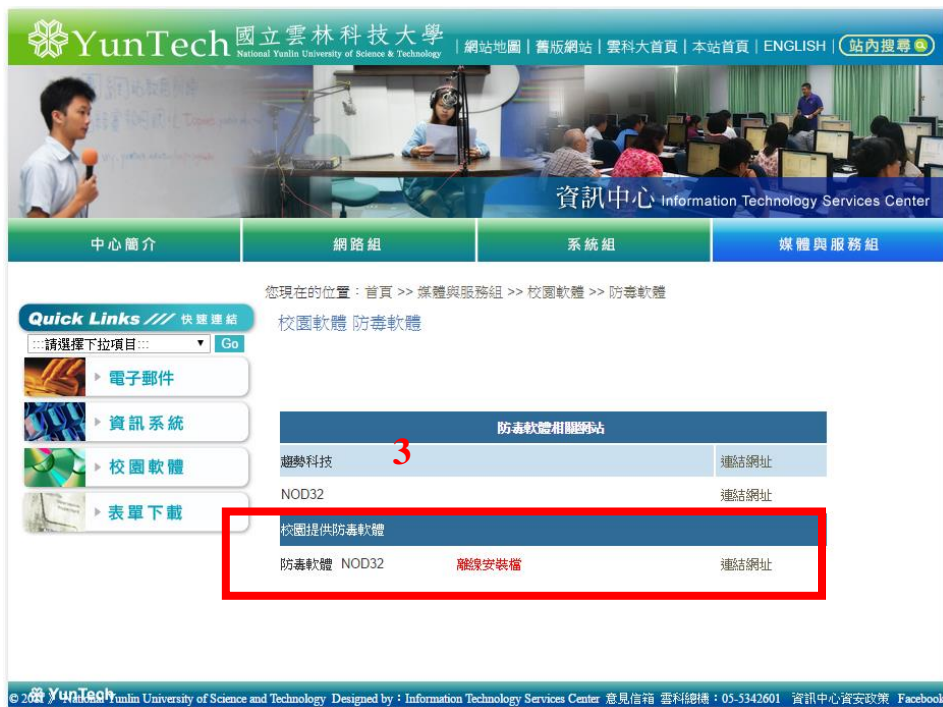 YunTech 國立雲林科技大學
National Yunlin University of Science & Technology
網站地圖 | 舊版網站 | 雲科大首頁 | 本站首頁 | ENGLISH | 站內搜尋
資訊中心 Information Technology Services Center
中心簡介 網路組 系統組 媒體與服務組
您現在的位置：首頁 >> 媒體與服務組 >> 校園軟體 >> 防毒軟體
Quick Links /// 快速連結
校園軟體 防毒軟體
:::請選擇下拉項目::: Go
電子郵件
資訊系統
校園軟體
表單下載
防毒軟體相關網站
3
趨勢科技 連結網址
NOD32 連結網址
校園提供防毒軟體
防毒軟體 NOD32 離線安裝檔 連結網址
YunTech
National Yunlin University of Science and Technology Designed by：Information Technology Services Center 意見信箱 雲科總機：05-5342601 資訊中心資安政策 Facebook